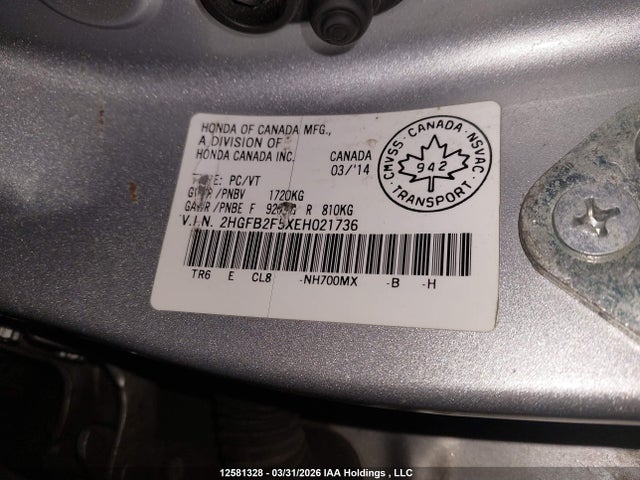 HONDA OF CANADA MFG.,
A DIVISION OF
HONDA CANADA INC.
CANADA
03/'14
CMVSS · CANADA · NSVAC
942
TRANSPORT
PC/VT
/PNBV 1720KG
/PNBE F R 810KG
V.I.N. 2HGFB2F5XEH021736
TR6 E CL8 -NH700MX -B -H
12581328 - 03/31/2026 IAA Holdings , LLC